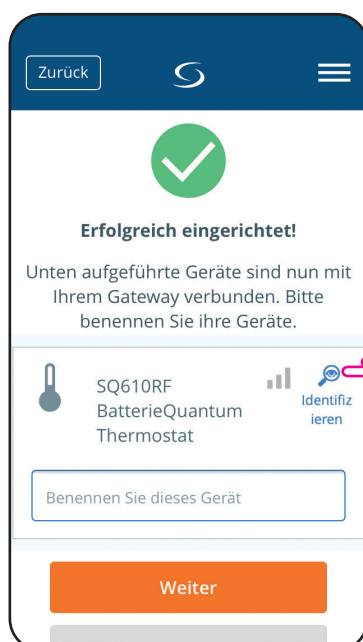 Zurück
Erfolgreich eingerichtet!
Unten aufgeführte Geräte sind nun mit
Ihrem Gateway verbunden. Bitte
benennen Sie ihre Geräte.
SQ610RF
BatterieQuantum
Thermostat
Identifiz
ieren
Benennen Sie dieses Gerät
Weiter